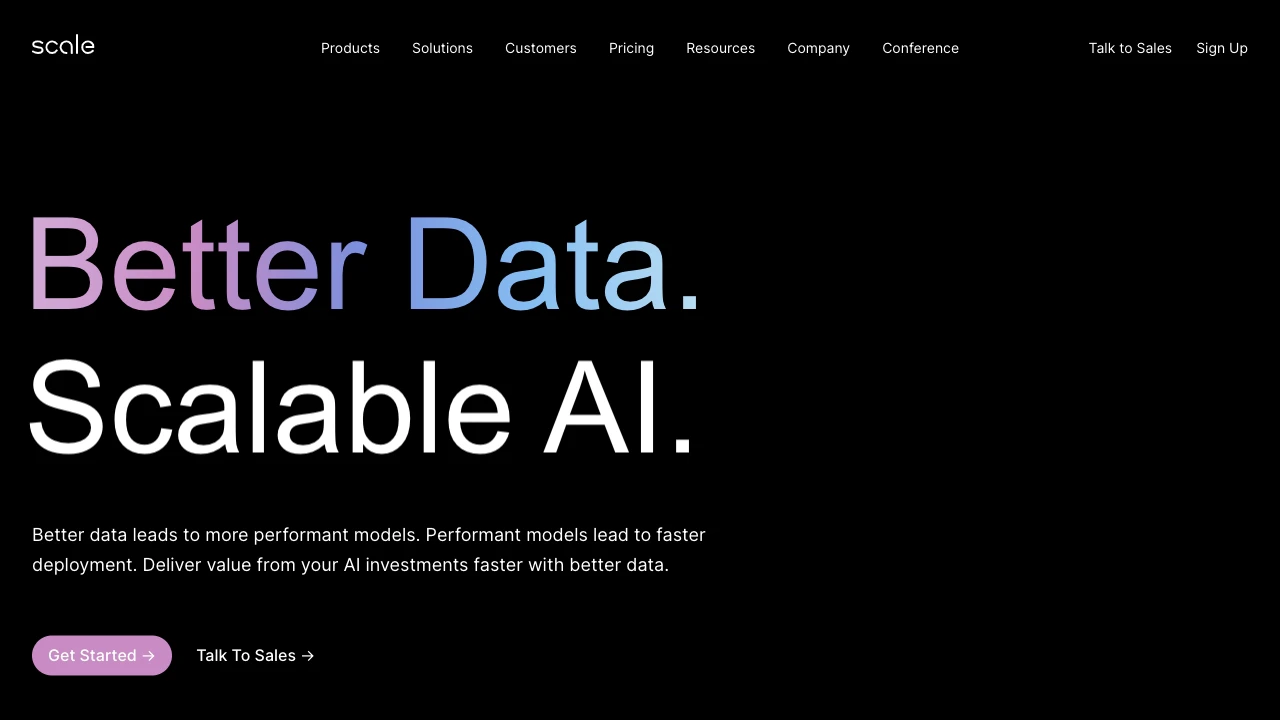 scale
Products Solutions Customers Pricing Resources Company Conference Talk to Sales Sign Up
Better Data.
Scalable AI.
Better data leads to more performant models. Performant models lead to faster
deployment. Deliver value from your AI investments faster with better data.
Get Started → Talk To Sales →